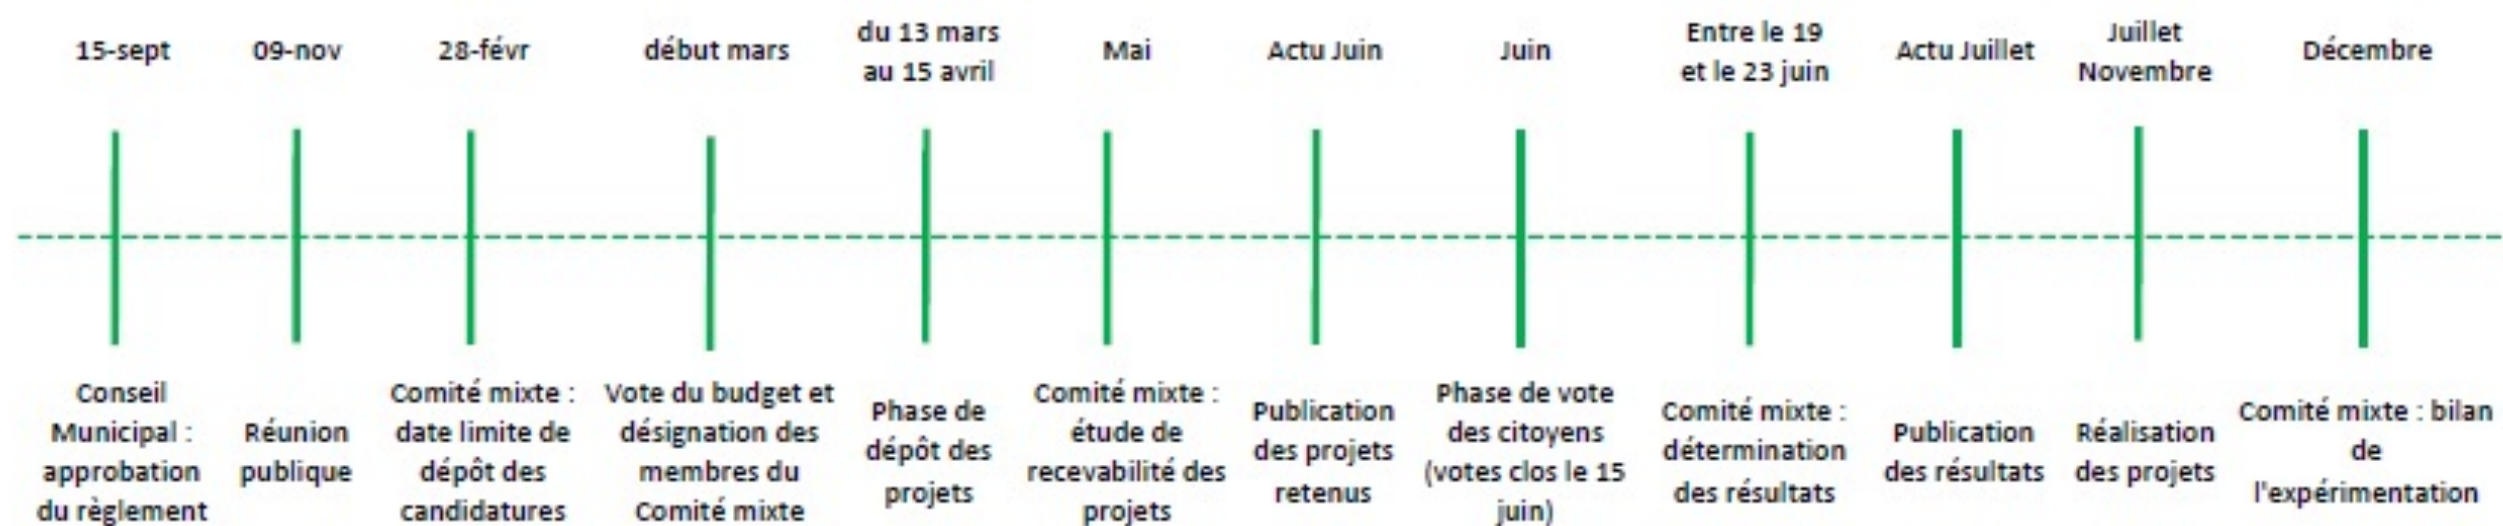 15-sept
09-nov
28-févr
début mars
du 13 mars
au 15 avril
Mai
Actu Juin
Juin
Entre le 19
et le 23 juin
Actu Juillet
Juillet
Novembre
Décembre
Conseil
Municipal :
approbation
du règlement
Réunion
publique
Comité mixte :
date limite de
dépôt des
candidatures
Vote du budget et
désignation des
membres du
Comité mixte
Phase de
dépôt des
projets
Comité mixte :
étude de
recevabilité des
projets
Publication
des projets
retenus
Phase de vote
des citoyens
(votes clos le 15
juin)
Comité mixte :
détermination
des résultats
Publication
des résultats
Réalisation
des projets
Comité mixte : bilan
de
l'expérimentation